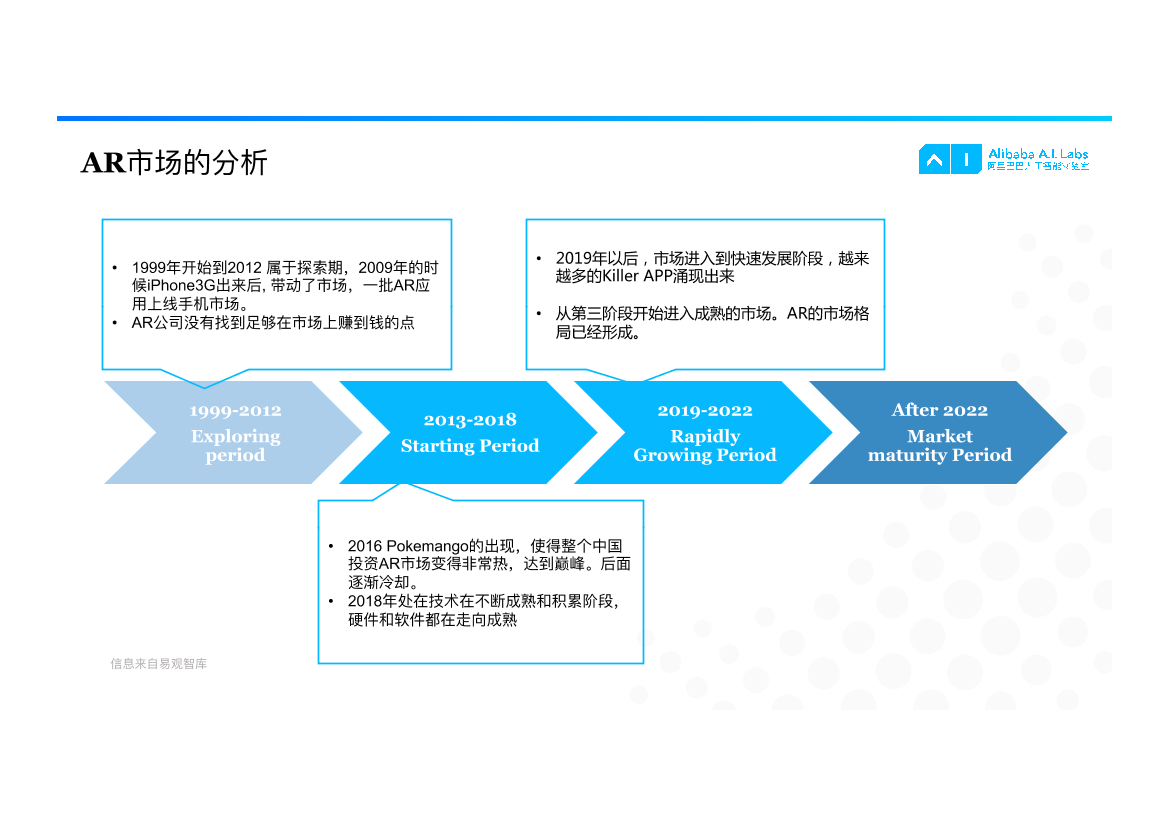 AR市场的分析
Alibaba A.I. Labs
阿里巴巴人工智能实验室
• 1999年开始到2012 属于探索期，2009年的时
候iPhone3G出来后, 带动了市场，一批AR应
用上线手机市场。
• AR公司没有找到足够在市场上赚到钱的点
• 2019年以后，市场进入到快速发展阶段，越来
越多的Killer APP涌现出来
• 从第三阶段开始进入成熟的市场。AR的市场格
局已经形成。
1999-2012
Exploring
period
2013-2018
Starting Period
2019-2022
Rapidly
Growing Period
After 2022
Market
maturity Period
• 2016 Pokemango的出现，使得整个中国
投资AR市场变得非常热，达到巅峰。后面
逐渐冷却。
• 2018年处在技术在不断成熟和积累阶段，
硬件和软件都在走向成熟
信息来自易观智库